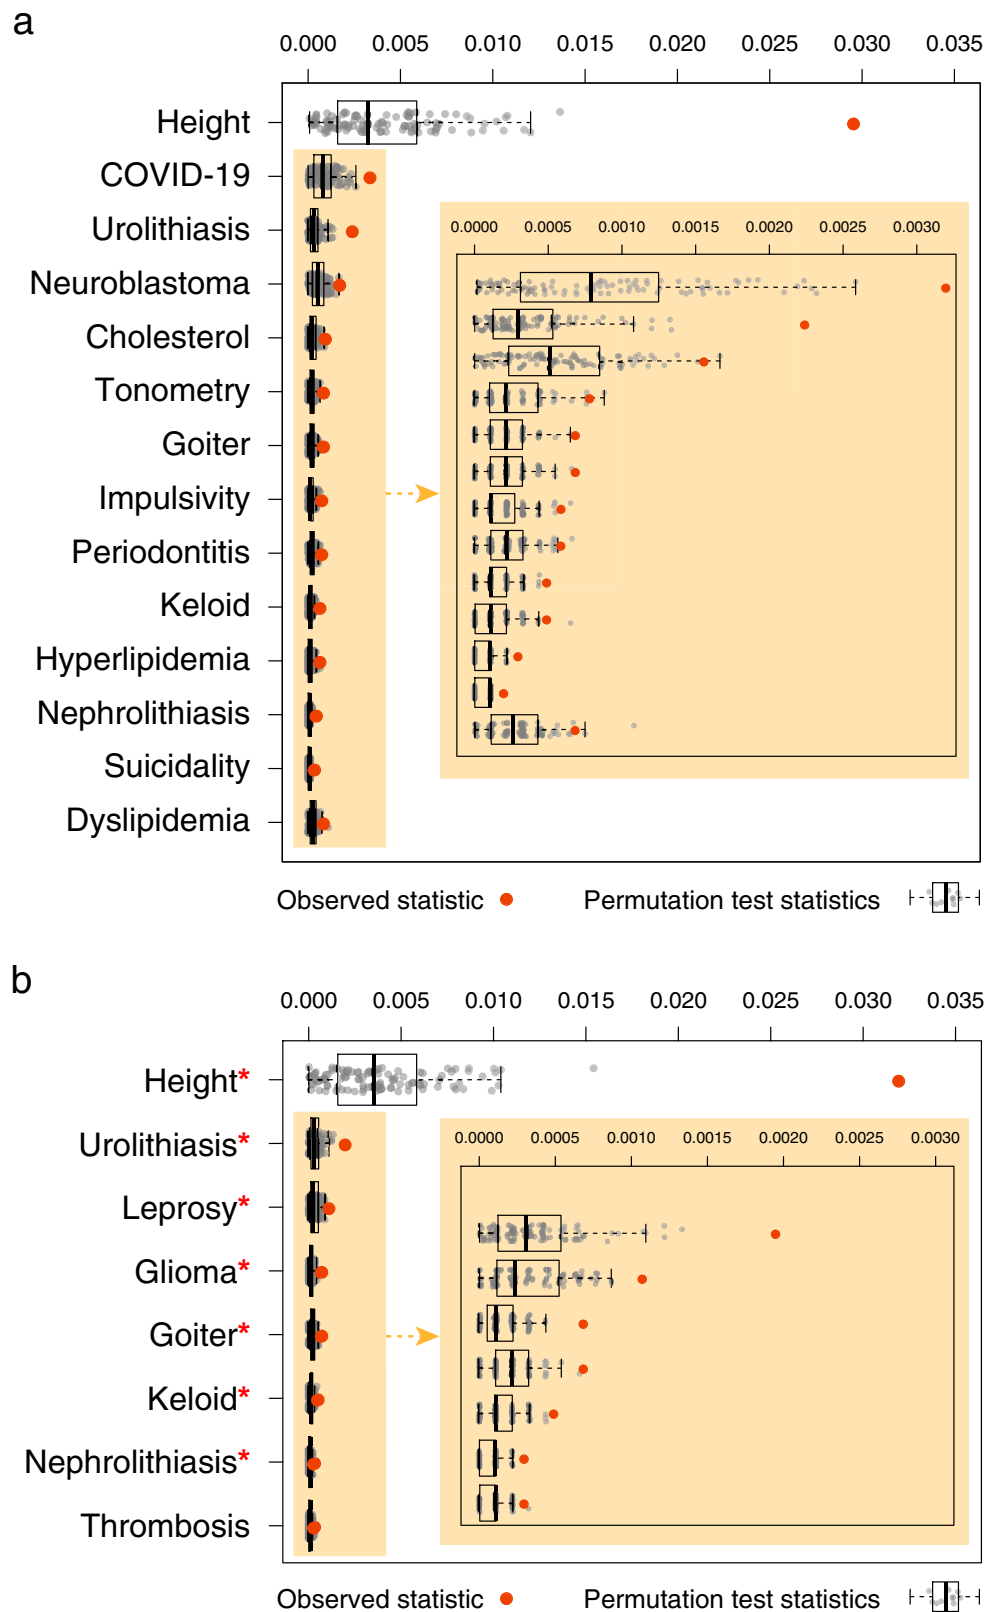 a
0.000 0.005 0.010 0.015 0.020 0.025 0.030 0.035
Height
COVID-19
Urolithiasis
0.0000 0.0005 0.0010 0.0015 0.0020 0.0025 0.0030
Neuroblastoma
Cholesterol
Tonometry
Goiter
Impulsivity
Periodontitis
Keloid
Hyperlipidemia
Nephrolithiasis
Suicidality
Dyslipidemia
Observed statistic Permutation test statistics
b
0.000 0.005 0.010 0.015 0.020 0.025 0.030 0.035
Height*
Urolithiasis*
0.0000 0.0005 0.0010 0.0015 0.0020 0.0025 0.0030
Leprosy*
Glioma*
Goiter*
Keloid*
Nephrolithiasis*
Thrombosis
Observed statistic Permutation test statistics